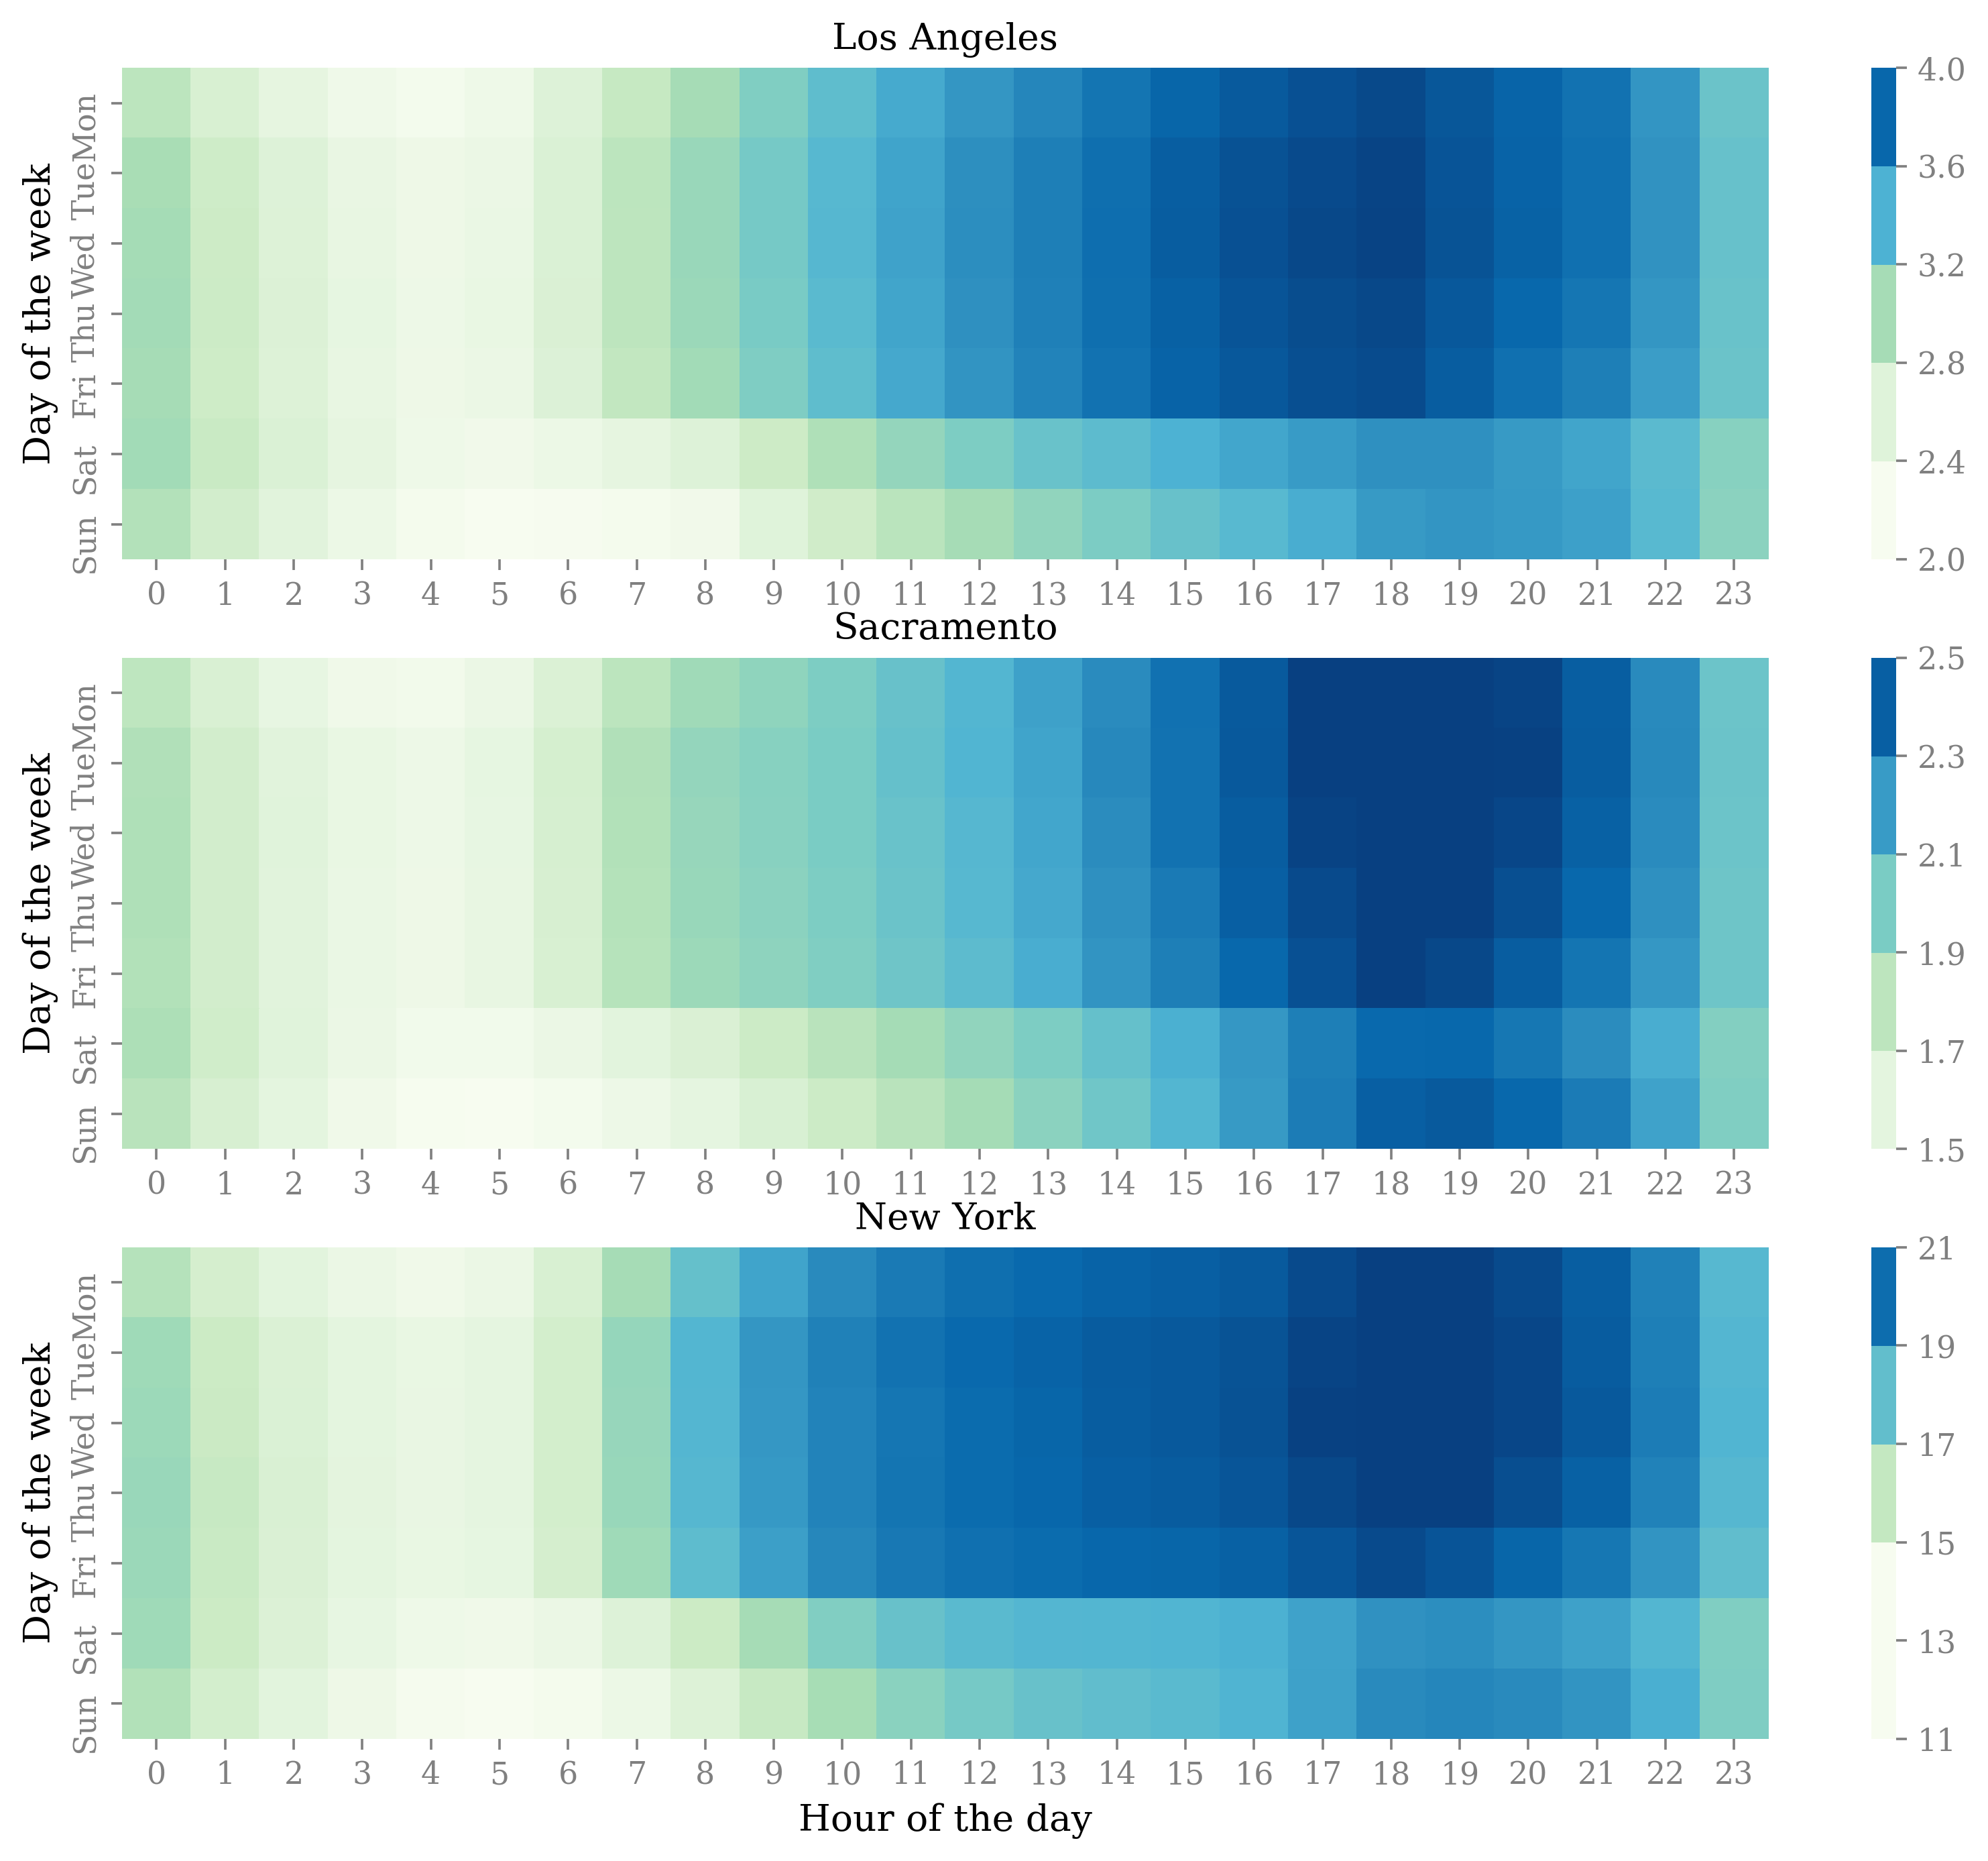 Los Angeles
Day of the week
Mon
Tue
Wed
Thu
Fri
Sat
Sun
0 1 2 3 4 5 6 7 8 9 10 11 12 13 14 15 16 17 18 19 20 21 22 23
4.0
3.6
3.2
2.8
2.4
2.0
Sacramento
Day of the week
Mon
Tue
Wed
Thu
Fri
Sat
Sun
0 1 2 3 4 5 6 7 8 9 10 11 12 13 14 15 16 17 18 19 20 21 22 23
2.5
2.3
2.1
1.9
1.7
1.5
New York
Day of the week
Mon
Tue
Wed
Thu
Fri
Sat
Sun
0 1 2 3 4 5 6 7 8 9 10 11 12 13 14 15 16 17 18 19 20 21 22 23
Hour of the day
21
19
17
15
13
11